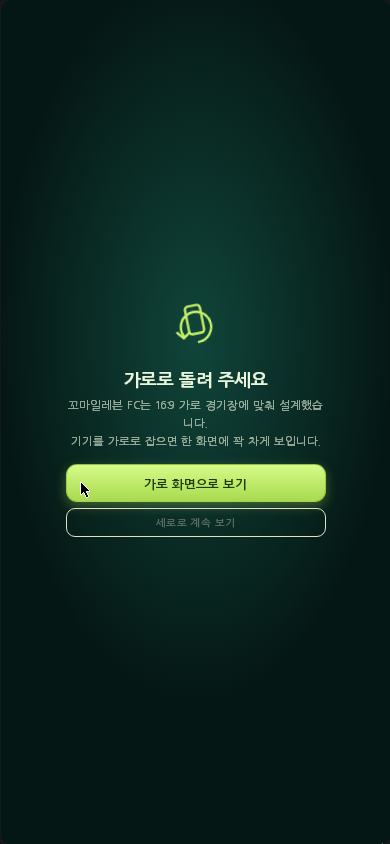 가로로 돌려 주세요
꼬마일레븐 FC는 16:9 가로 경기장에 맞춰 설계했습
니다.
기기를 가로로 잡으면 한 화면에 꽉 차게 보입니다.
가로 화면으로 보기
세로로 계속 보기